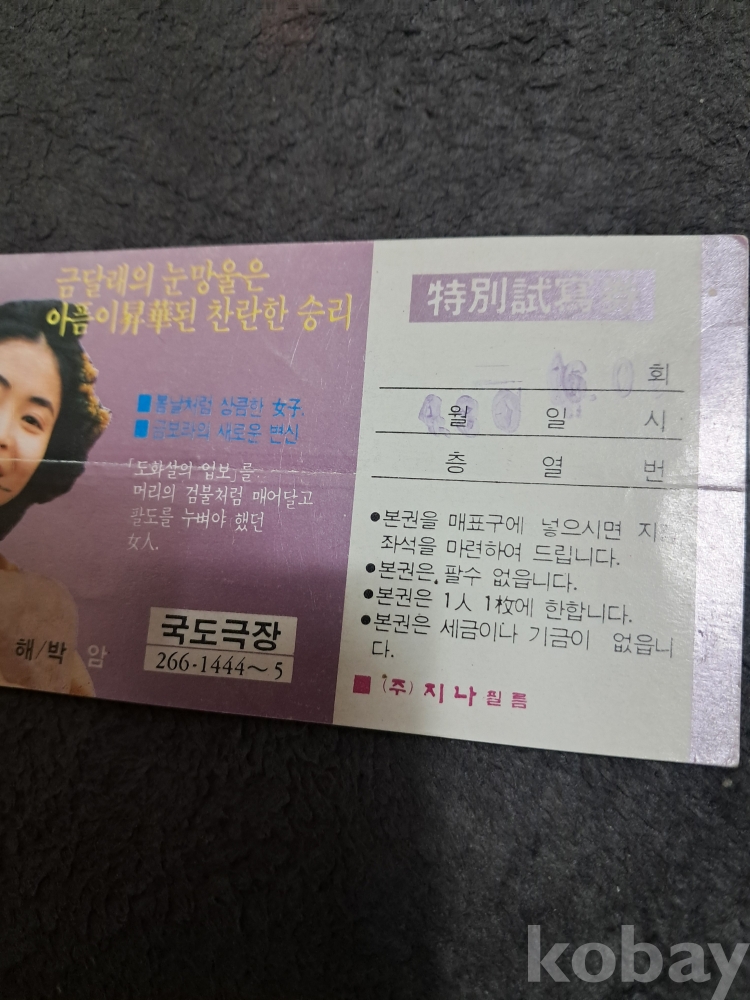 금달래의 눈망울은
아픔이昇華된 찬란한 승리
■봄날처럼 상큼한 女子.
■금보라의 새로운 변신
「도화살의 입보」를
머리의 검불처럼 매어달고
팔도를 누벼야 했던
女人.
해/박 암
국도극장
266-1444~5
特別試寫
회
월 일 시
층 열 번
●본권을 매표구에 넣으시면
좌석을 마련하여 드립니다.
●본권은 팔수 없읍니다.
●본권은 1人 1枚에 한합니다.
●본권은 세금이나 기금이 없읍니
다.
■ (주) 지나필름
kobay